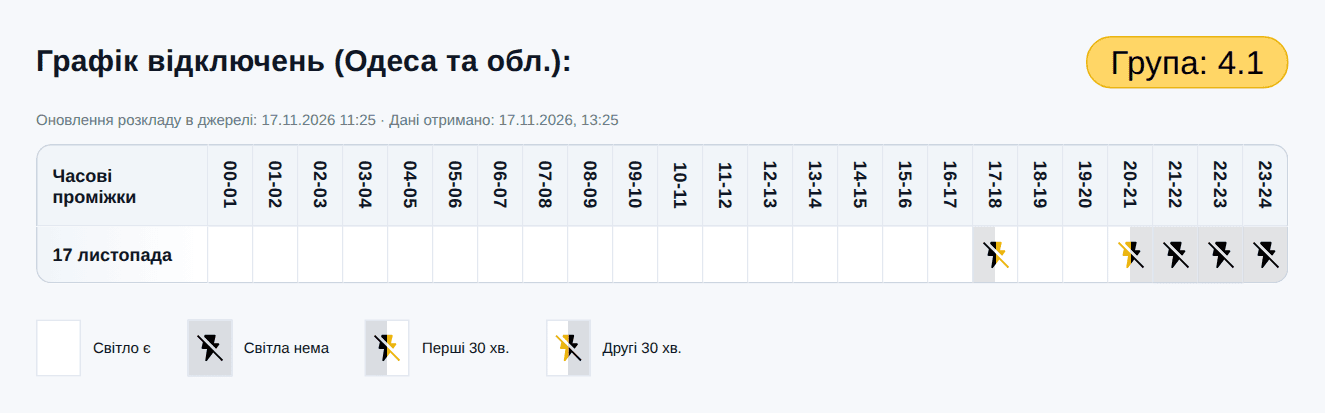 Графік відключень (Одеса та обл.):
Група: 4.1
Оновлення розкладу в джерелі: 17.11.2026 11:25 · Дані отримано: 17.11.2026, 13:25
Часові
проміжки
00-01
01-02
02-03
03-04
04-05
05-06
06-07
07-08
08-09
09-10
10-11
11-12
12-13
13-14
14-15
15-16
16-17
17-18
18-19
19-20
20-21
21-22
22-23
23-24
17 листопада
Світло є
Світла нема
Перші 30 хв.
Другі 30 хв.